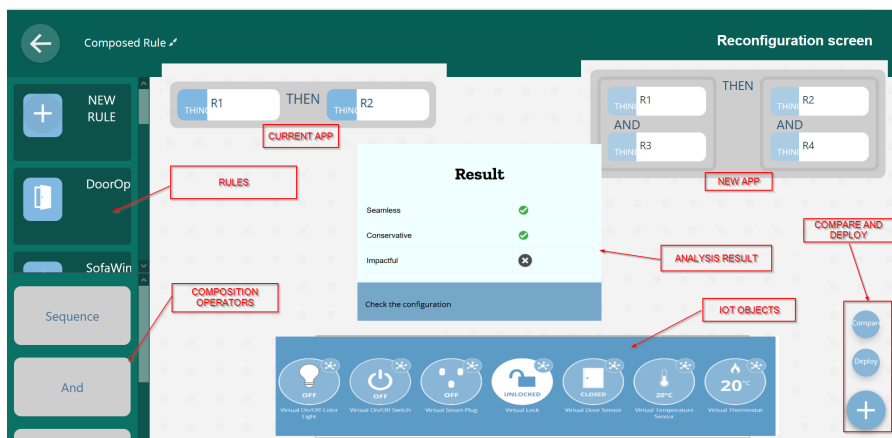 Composed Rule
Reconfiguration screen
NEW
RULE
DoorOp
SofaWin
RULES
COMPOSITION
OPERATORS
Sequence
And
THING
R1
THEN
THING
R2
CURRENT APP
THING
R1
AND
THING
R3
THEN
THING
R2
AND
THING
R4
NEW APP
Result
Seamless
Conservative
Impactful
Check the configuration
ANALYSIS RESULT
COMPARE AND
DEPLOY
Compare
Deploy
IOT OBJECTS
OFF
Virtual On/Off Color
Light
OFF
Virtual On/Off Switch
OFF
Virtual Smart Plug
UNLOCKED
Virtual Lock
CLOSED
Virtual Door Sensor
20°C
Virtual Temperature
Sensor
20°C
Virtual Thermostat